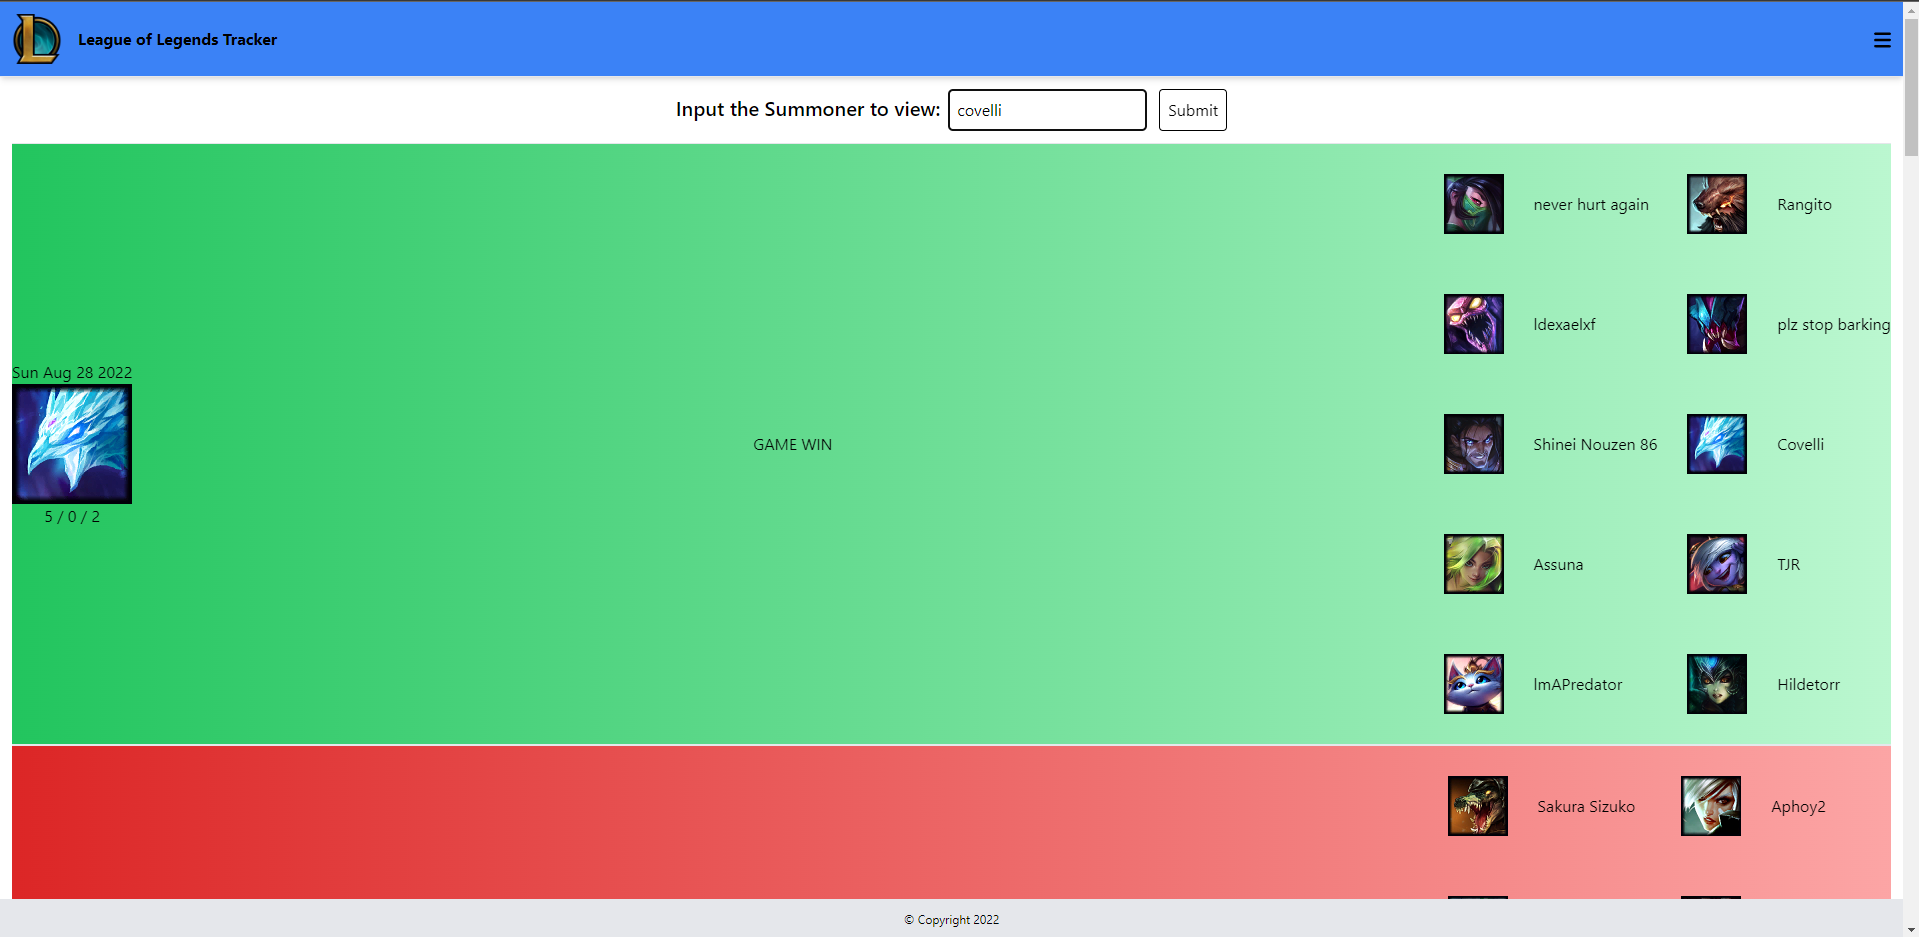 League of Legends Tracker
Input the Summoner to view:
covelli
Submit
never hurt again
Rangito
ldexaelxf
plz stop barking
Sun Aug 28 2022
5 / 0 / 2
GAME WIN
Shinei Nouzen 86
Covelli
Assuna
TJR
lmAPredator
Hildetorr
Sakura Sizuko
Aphoy2
© Copyright 2022